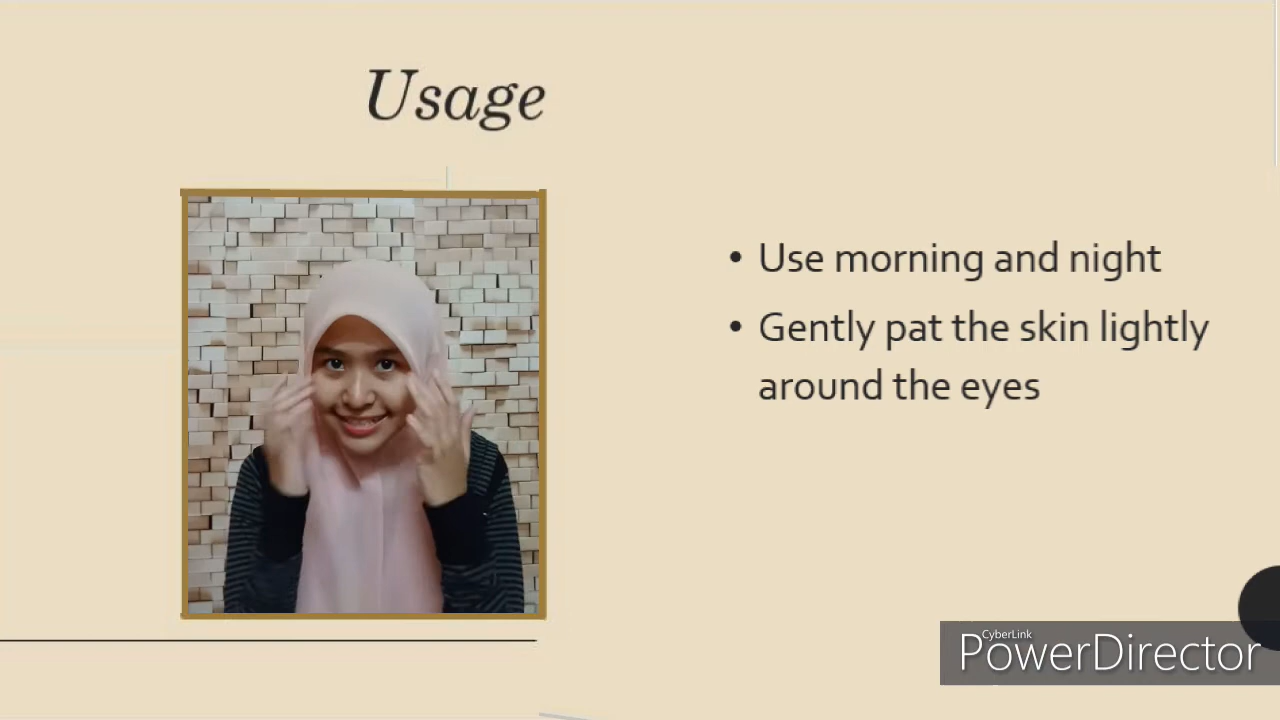 Usage
• Use morning and night
• Gently pat the skin lightly
around the eyes
CyberLink
PowerDirector